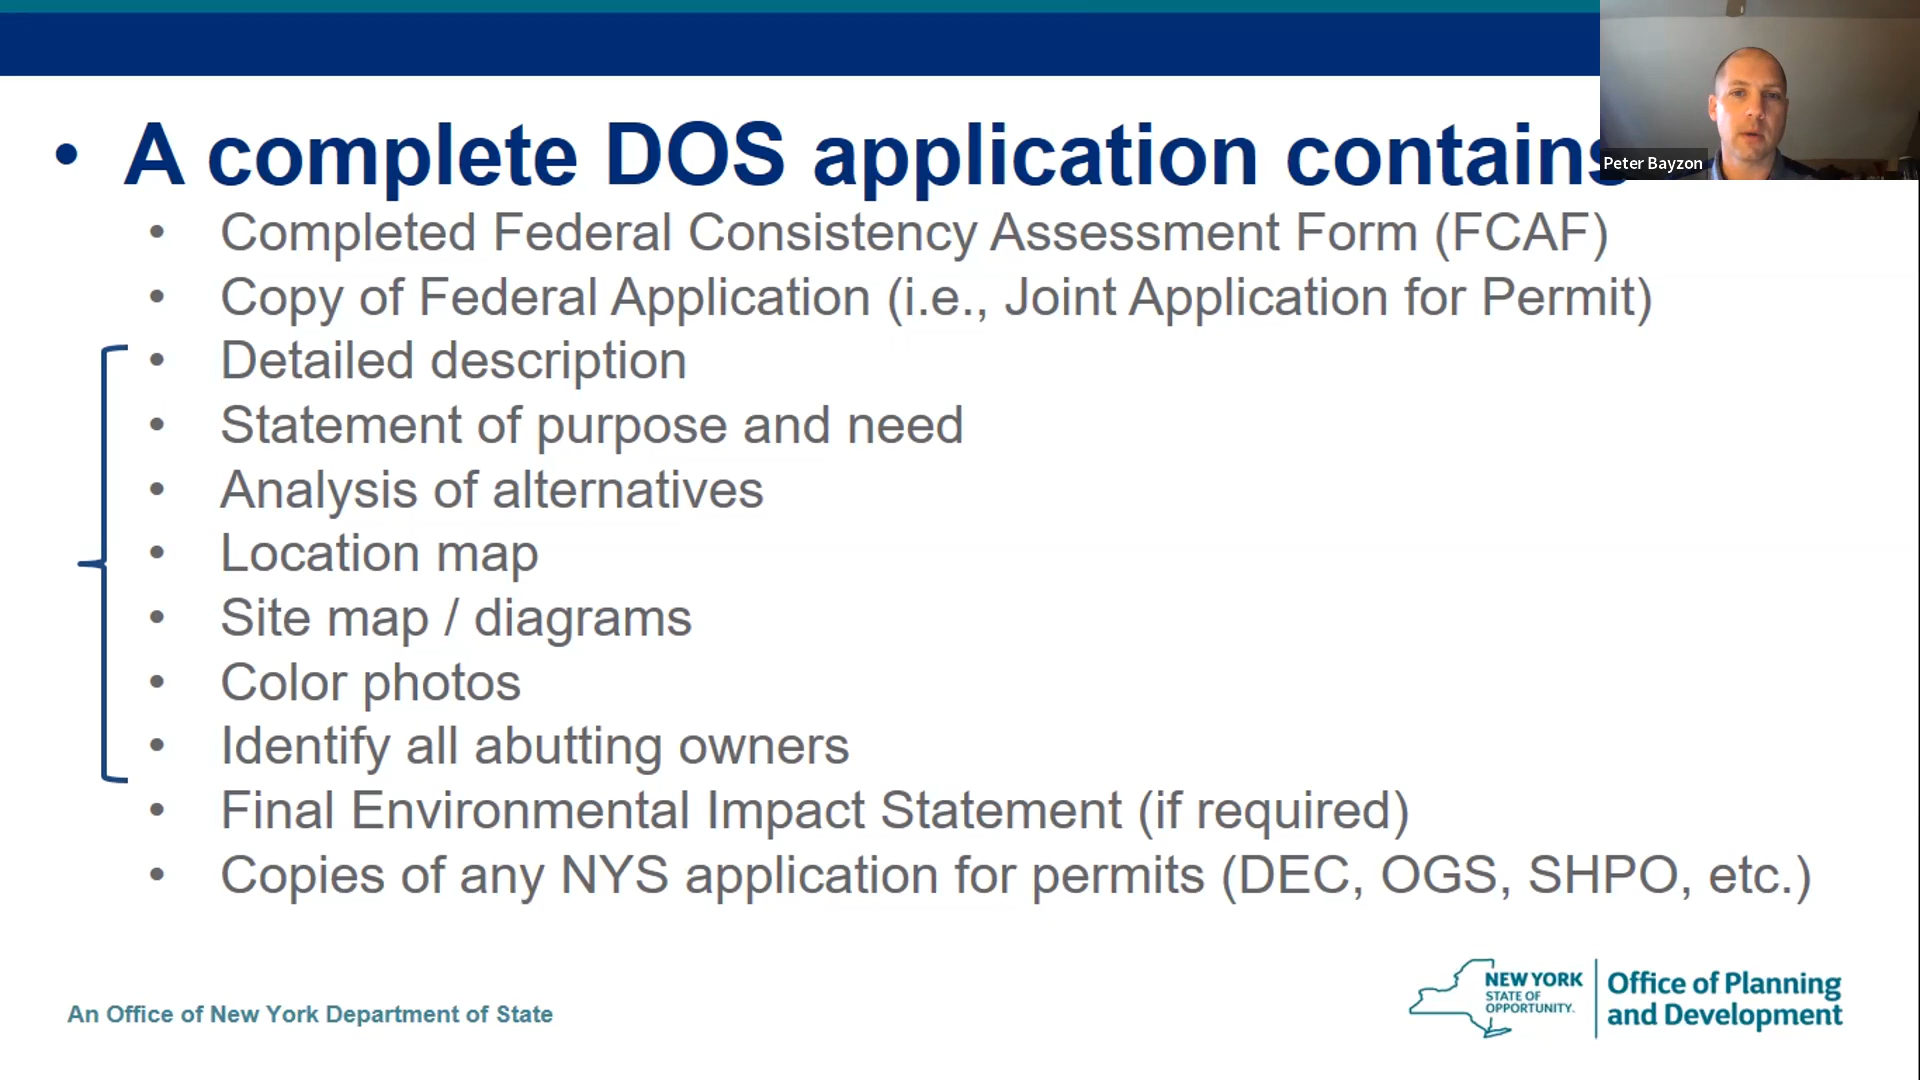 • A complete DOS application contains
Peter Bayzon
• Completed Federal Consistency Assessment Form (FCAF)
• Copy of Federal Application (i.e., Joint Application for Permit)
• Detailed description
• Statement of purpose and need
• Analysis of alternatives
• Location map
• Site map / diagrams
• Color photos
• Identify all abutting owners
• Final Environmental Impact Statement (if required)
• Copies of any NYS application for permits (DEC, OGS, SHPO, etc.)
An Office of New York Department of State
NEW YORK
STATE OF
OPPORTUNITY.
Office of Planning
and Development